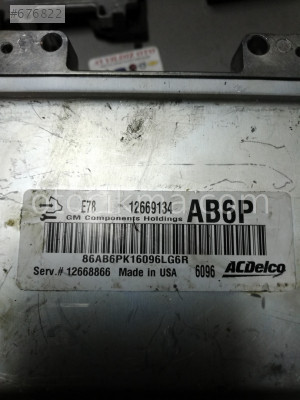 #676822
E78 12669134 AB6P
GM Components Holdings
86AB6PK16096LG6R
Serv.# 12668866 Made in USA 6096 ACDelco